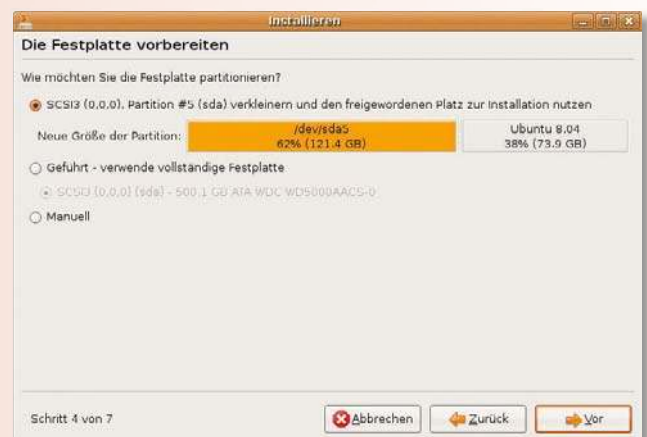 Installieren
Die Festplatte vorbereiten
Wie möchten Sie die Festplatte partitionieren?
SCSI3 (0,0,0), Partition #5 (sda) verkleinern und den freigewordenen Platz zur Installation nutzen
Neue Größe der Partition:
/dev/sda5
62% (121.4 GB)
Ubuntu 8.04
38% (73.9 GB)
Geführt - verwende vollständige Festplatte
SCSI3 (0,0,0) (sda) - 500.1 GB ATA WDC WD5000AACS-0
Manuell
Schritt 4 von 7
Abbrechen
Zurück
Vor